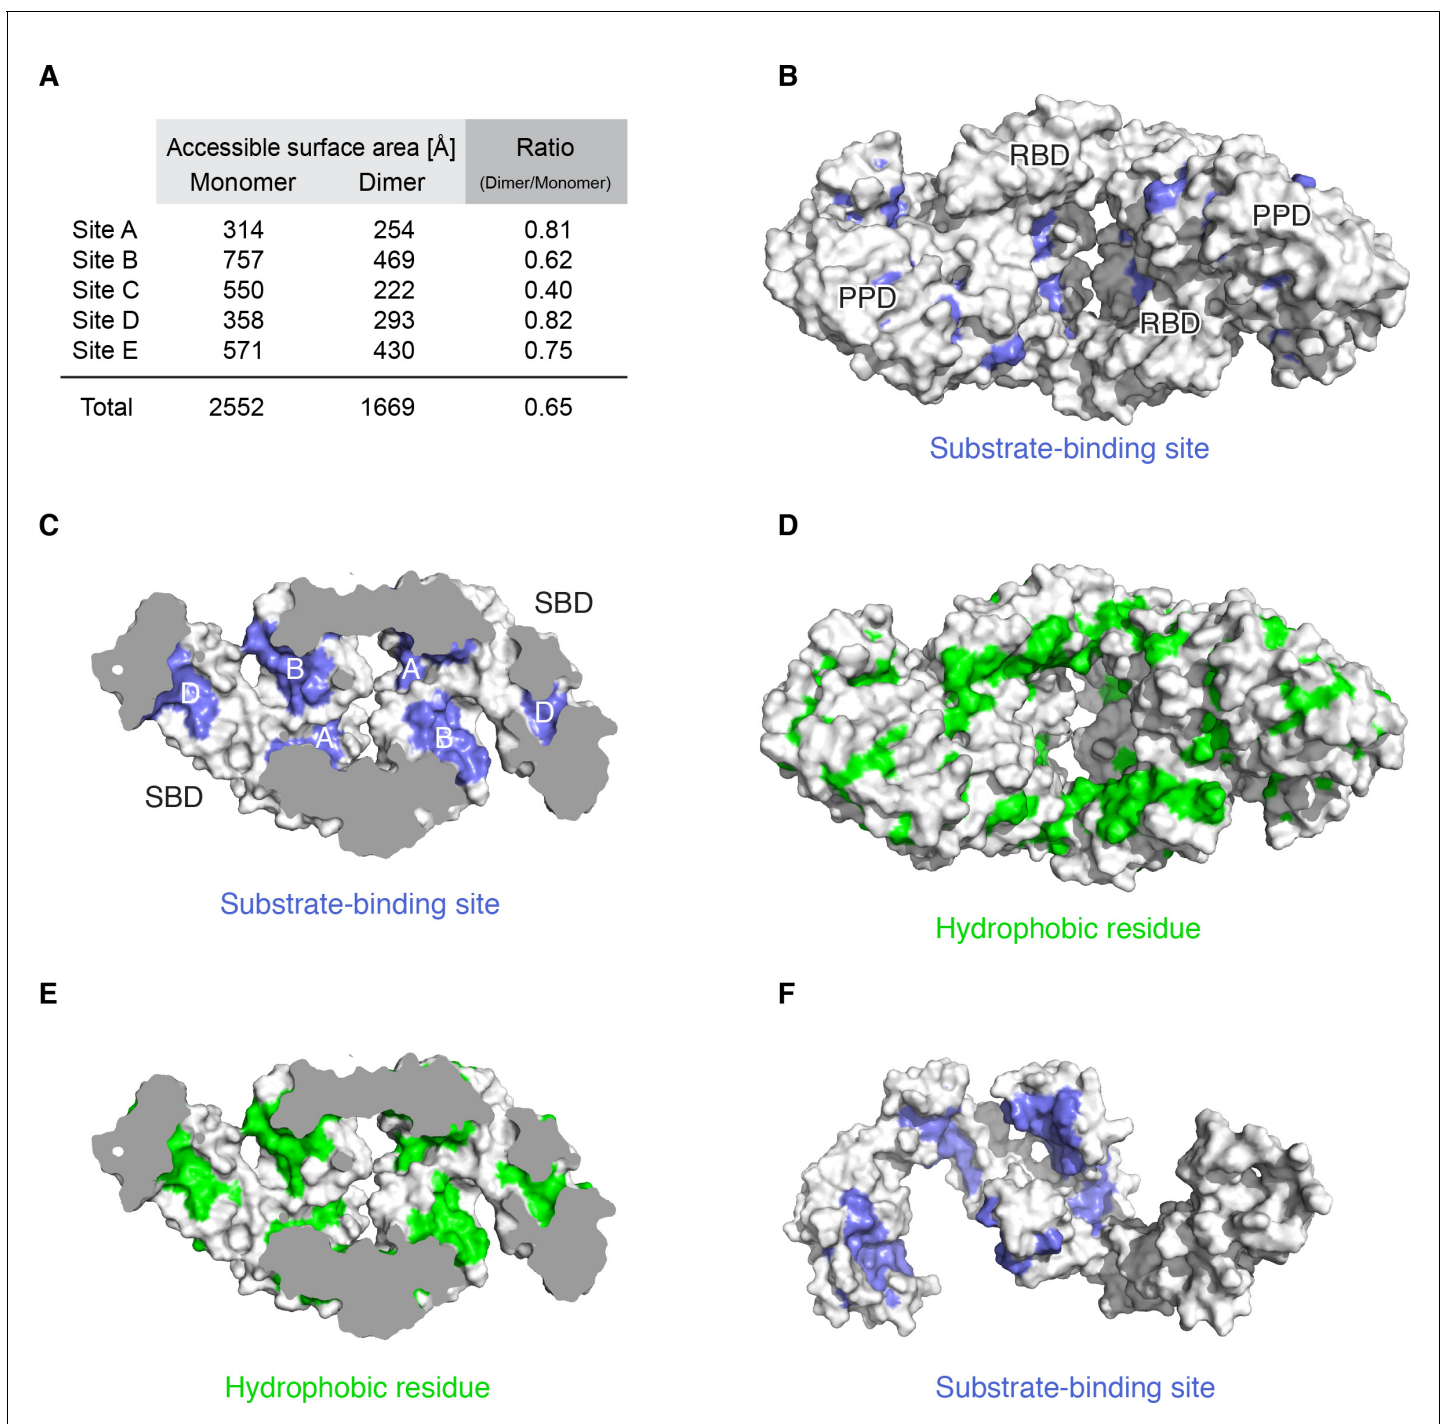 A
Accessible surface area [Å] Ratio
Monomer Dimer (Dimer/Monomer)
Site A 314 254 0.81
Site B 757 469 0.62
Site C 550 222 0.40
Site D 358 293 0.82
Site E 571 430 0.75
Total 2552 1669 0.65
B
RBD
PPD
PPD
RBD
Substrate-binding site
C
SBD
B
A
D
D
A
B
SBD
Substrate-binding site
D
Hydrophobic residue
E
Hydrophobic residue
F
Substrate-binding site